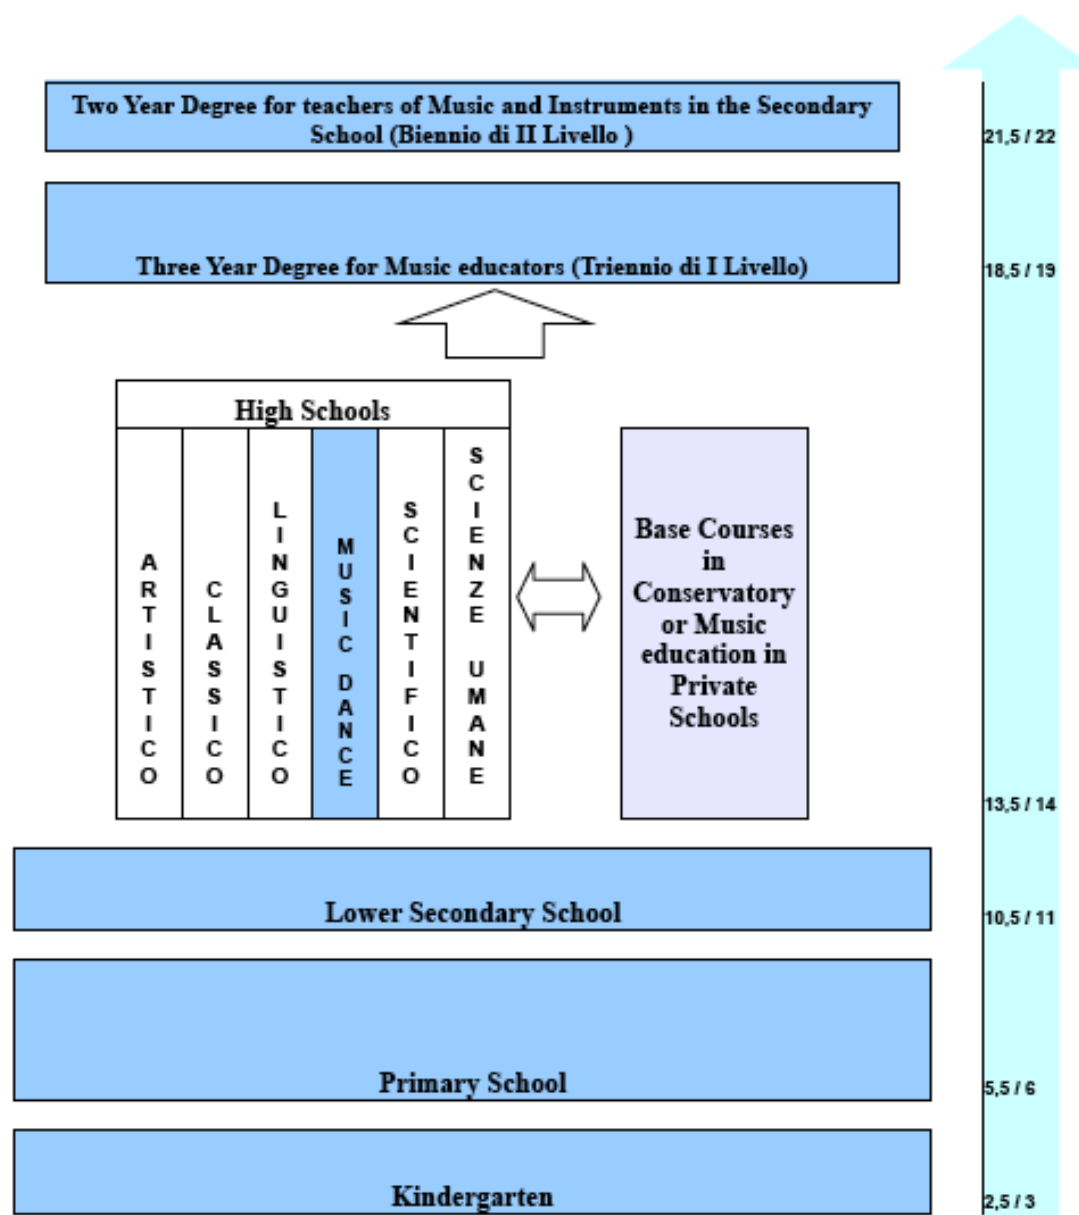 Two Year Degree for teachers of Music and Instruments in the Secondary
School (Biennio di II Livello )
21,5 / 22
Three Year Degree for Music educators (Triennio di I Livello)
18,5 / 19
High Schools
ARTISTICO
CLASSICO
LINGUISTICO
MUSIC DANCE
SCIENTIFICO
SCIENZE UMANE
Base Courses
in
Conservatory
or Music
education in
Private
Schools
13,5 / 14
Lower Secondary School
10,5 / 11
Primary School
5,5 / 6
Kindergarten
2,5 / 3